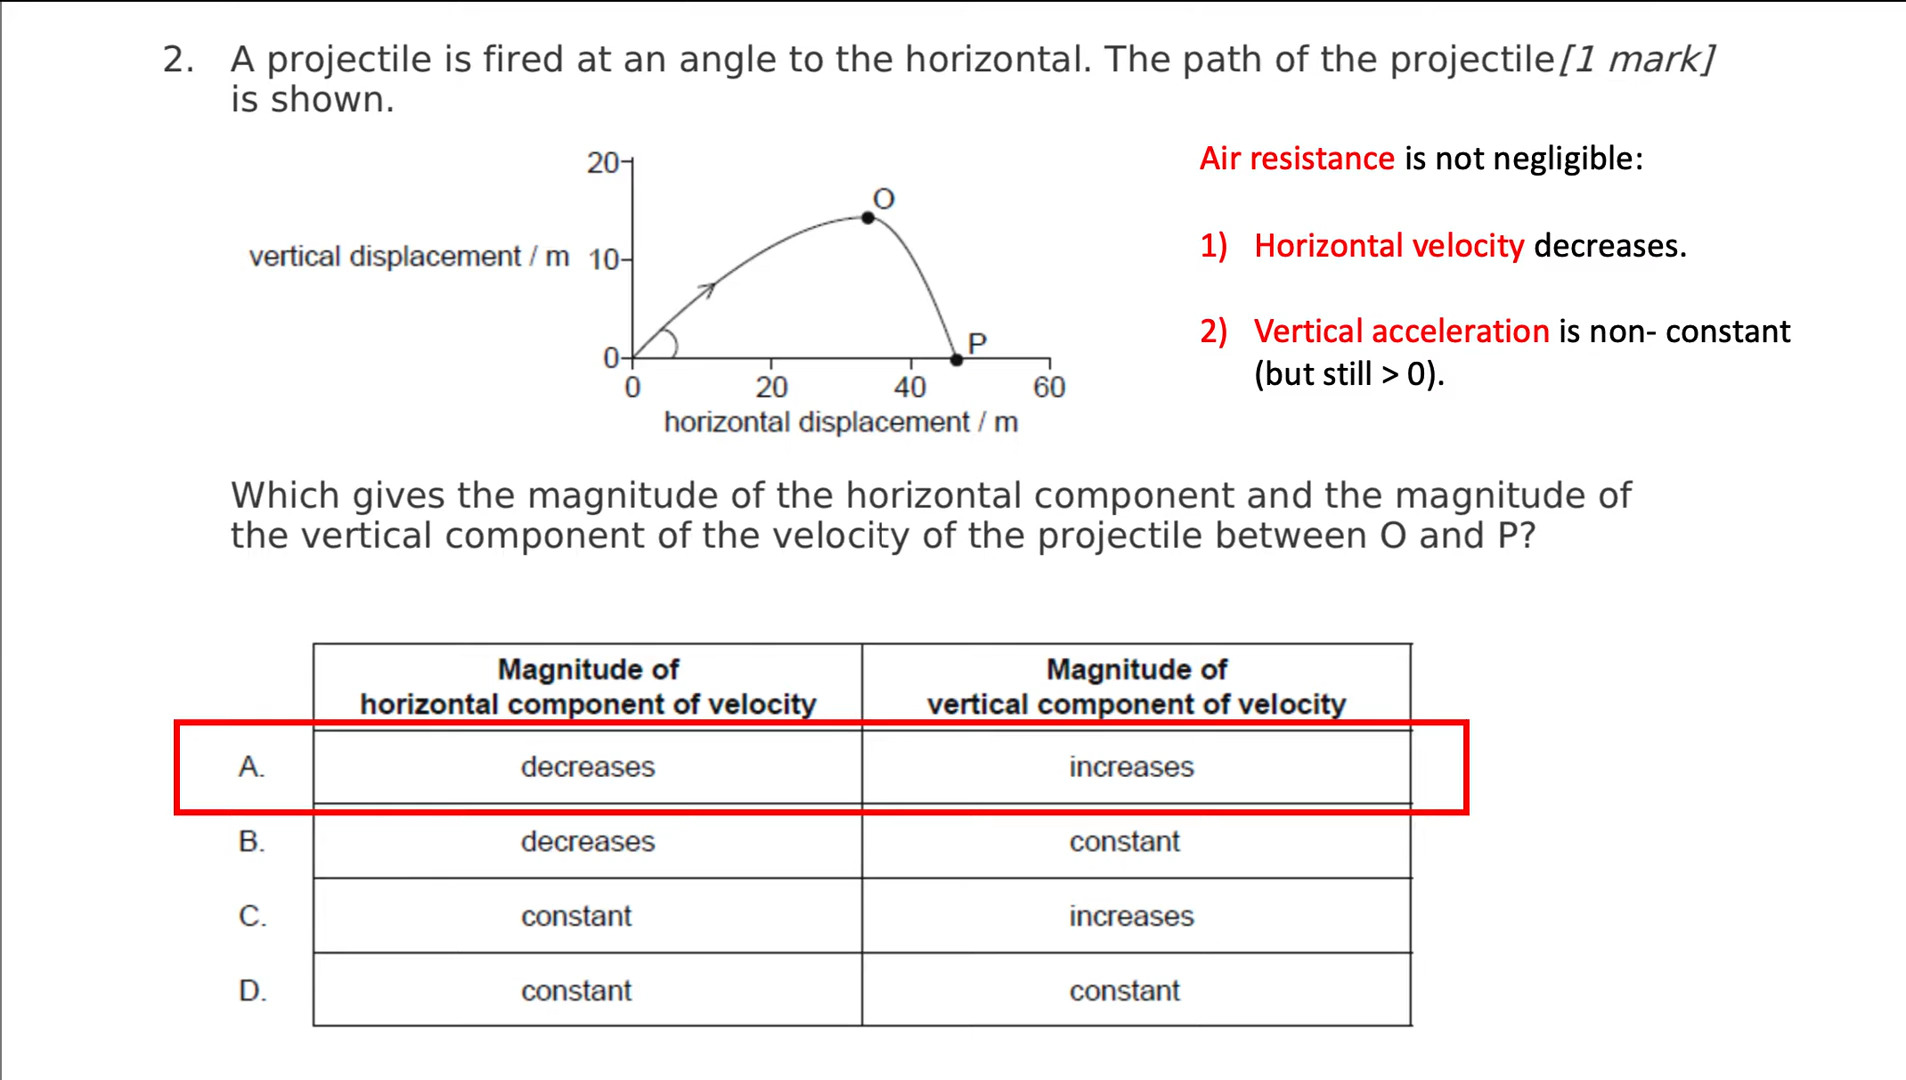 2. A projectile is fired at an angle to the horizontal. The path of the projectile [1 mark]
is shown.
Air resistance is not negligible:
1) Horizontal velocity decreases.
2) Vertical acceleration is non- constant
(but still > 0).
20
O
vertical displacement / m 10
P
0
0 20 40 60
horizontal displacement / m
Which gives the magnitude of the horizontal component and the magnitude of
the vertical component of the velocity of the projectile between O and P?
Magnitude of Magnitude of
horizontal component of velocity vertical component of velocity
A. decreases increases
B. decreases constant
C. constant increases
D. constant constant